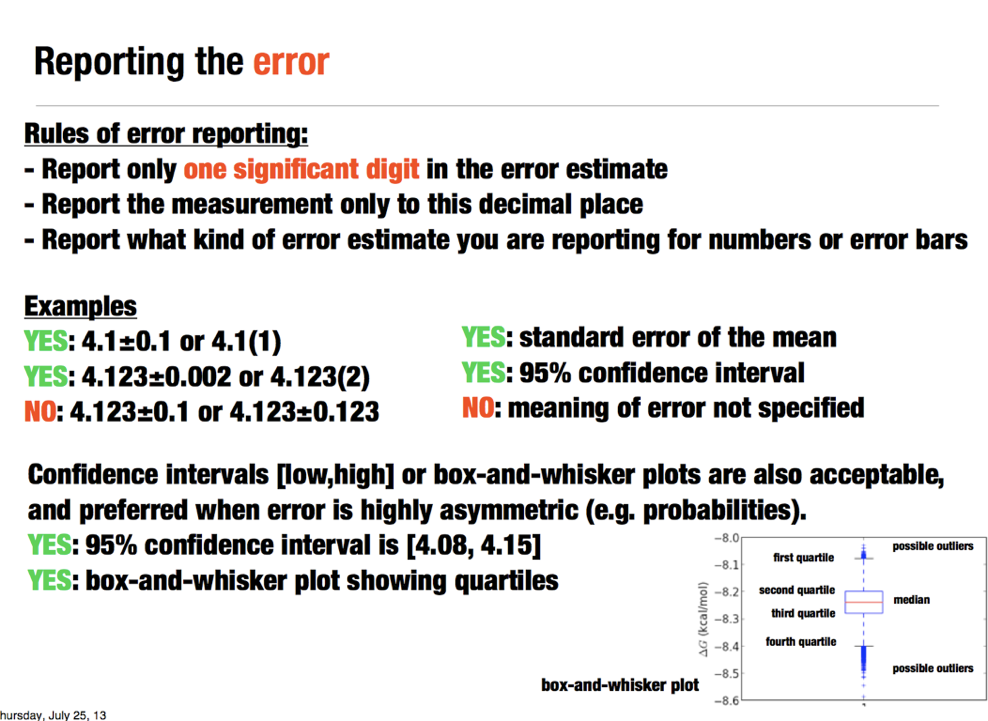 Reporting the error
Rules of error reporting:
- Report only one significant digit in the error estimate
- Report the measurement only to this decimal place
- Report what kind of error estimate you are reporting for numbers or error bars
Examples
YES: 4.1±0.1 or 4.1(1)
YES: 4.123±0.002 or 4.123(2)
NO: 4.123±0.1 or 4.123±0.123
YES: standard error of the mean
YES: 95% confidence interval
NO: meaning of error not specified
Confidence intervals [low,high] or box-and-whisker plots are also acceptable,
and preferred when error is highly asymmetric (e.g. probabilities).
YES: 95% confidence interval is [4.08, 4.15]
YES: box-and-whisker plot showing quartiles
box-and-whisker plot
ΔG (kcal/mol)
−8.0
−8.1
−8.2
−8.3
−8.4
−8.5
−8.6
first quartile
second quartile
third quartile
fourth quartile
possible outliers
median
possible outliers
1
hursday, July 25, 13